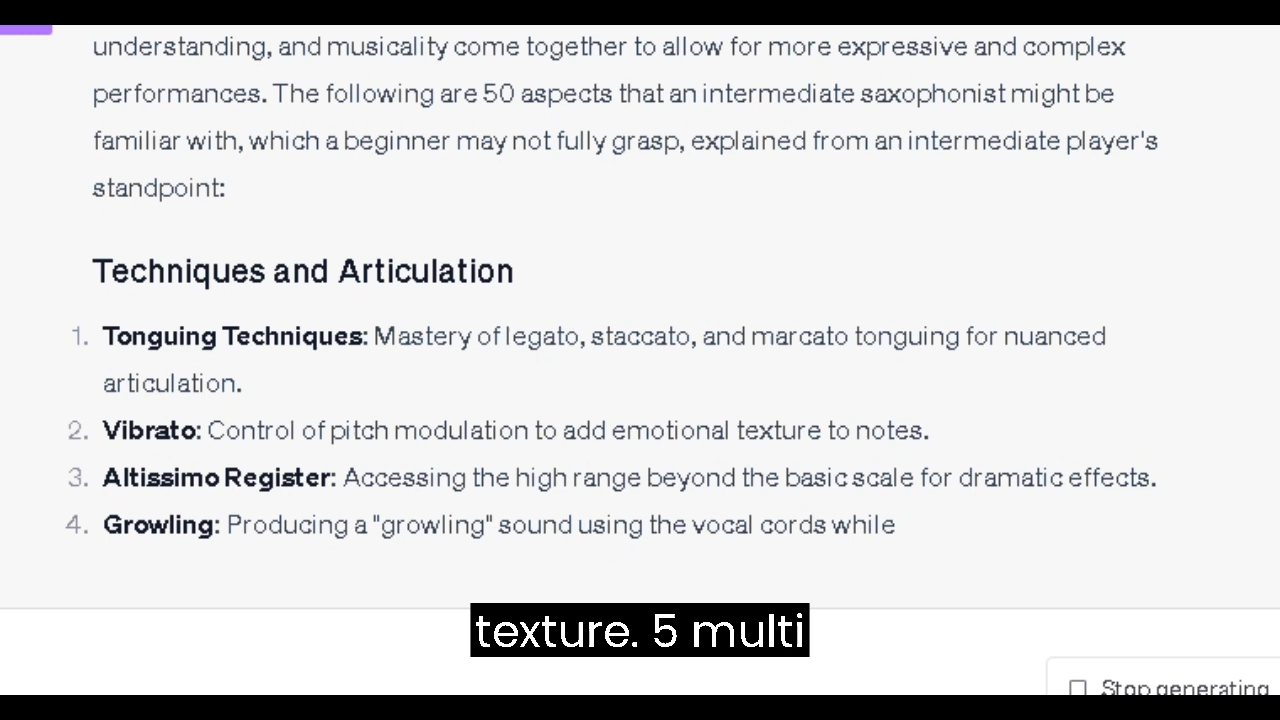 understanding, and musicality come together to allow for more expressive and complex
performances. The following are 50 aspects that an intermediate saxophonist might be
familiar with, which a beginner may not fully grasp, explained from an intermediate player's
standpoint:
Techniques and Articulation
1. Tonguing Techniques: Mastery of legato, staccato, and marcato tonguing for nuanced
articulation.
2. Vibrato: Control of pitch modulation to add emotional texture to notes.
3. Altissimo Register: Accessing the high range beyond the basic scale for dramatic effects.
4. Growling: Producing a "growling" sound using the vocal cords while
texture. 5 multi
Stop generating